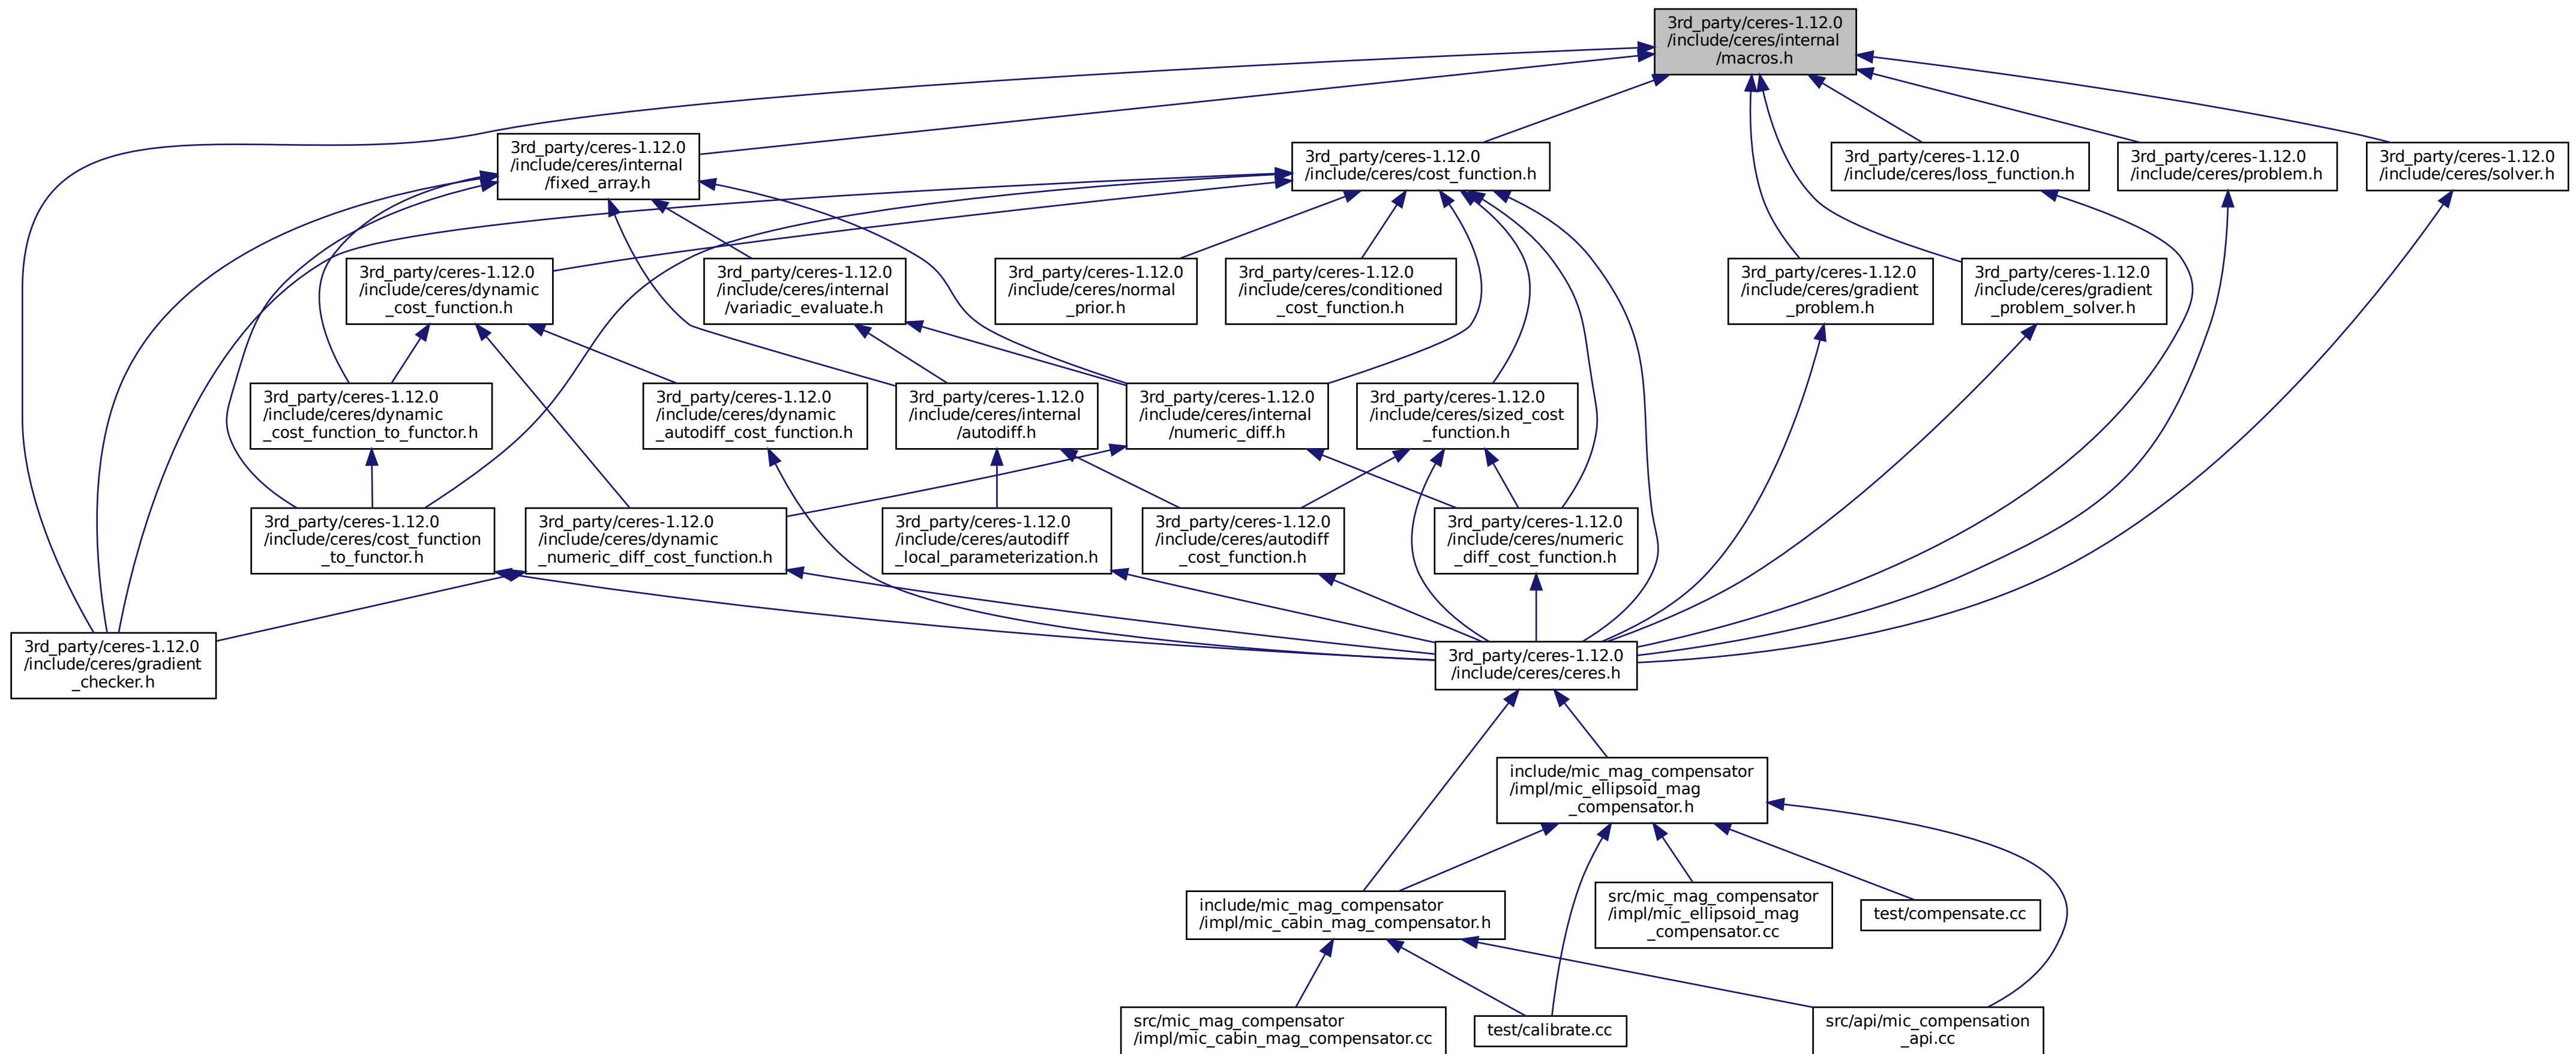 3rd_party/ceres-1.12.0
/include/ceres/internal
/macros.h
3rd_party/ceres-1.12.0
/include/ceres/internal
/fixed_array.h
3rd_party/ceres-1.12.0
/include/ceres/cost_function.h
3rd_party/ceres-1.12.0
/include/ceres/loss_function.h
3rd_party/ceres-1.12.0
/include/ceres/problem.h
3rd_party/ceres-1.12.0
/include/ceres/solver.h
3rd_party/ceres-1.12.0
/include/ceres/dynamic
_cost_function.h
3rd_party/ceres-1.12.0
/include/ceres/internal
/variadic_evaluate.h
3rd_party/ceres-1.12.0
/include/ceres/normal
_prior.h
3rd_party/ceres-1.12.0
/include/ceres/conditioned
_cost_function.h
3rd_party/ceres-1.12.0
/include/ceres/gradient
_problem.h
3rd_party/ceres-1.12.0
/include/ceres/gradient
_problem_solver.h
3rd_party/ceres-1.12.0
/include/ceres/dynamic
_cost_function_to_functor.h
3rd_party/ceres-1.12.0
/include/ceres/dynamic
_autodiff_cost_function.h
3rd_party/ceres-1.12.0
/include/ceres/internal
/autodiff.h
3rd_party/ceres-1.12.0
/include/ceres/internal
/numeric_diff.h
3rd_party/ceres-1.12.0
/include/ceres/sized_cost
_function.h
3rd_party/ceres-1.12.0
/include/ceres/cost_function
_to_functor.h
3rd_party/ceres-1.12.0
/include/ceres/dynamic
_numeric_diff_cost_function.h
3rd_party/ceres-1.12.0
/include/ceres/autodiff
_local_parameterization.h
3rd_party/ceres-1.12.0
/include/ceres/autodiff
_cost_function.h
3rd_party/ceres-1.12.0
/include/ceres/numeric
_diff_cost_function.h
3rd_party/ceres-1.12.0
/include/ceres/gradient
_checker.h
3rd_party/ceres-1.12.0
/include/ceres/ceres.h
include/mic_mag_compensator
/impl/mic_ellipsoid_mag
_compensator.h
include/mic_mag_compensator
/impl/mic_cabin_mag_compensator.h
src/mic_mag_compensator
/impl/mic_ellipsoid_mag
_compensator.cc
test/compensate.cc
src/mic_mag_compensator
/impl/mic_cabin_mag_compensator.cc
test/calibrate.cc
src/api/mic_compensation
_api.cc